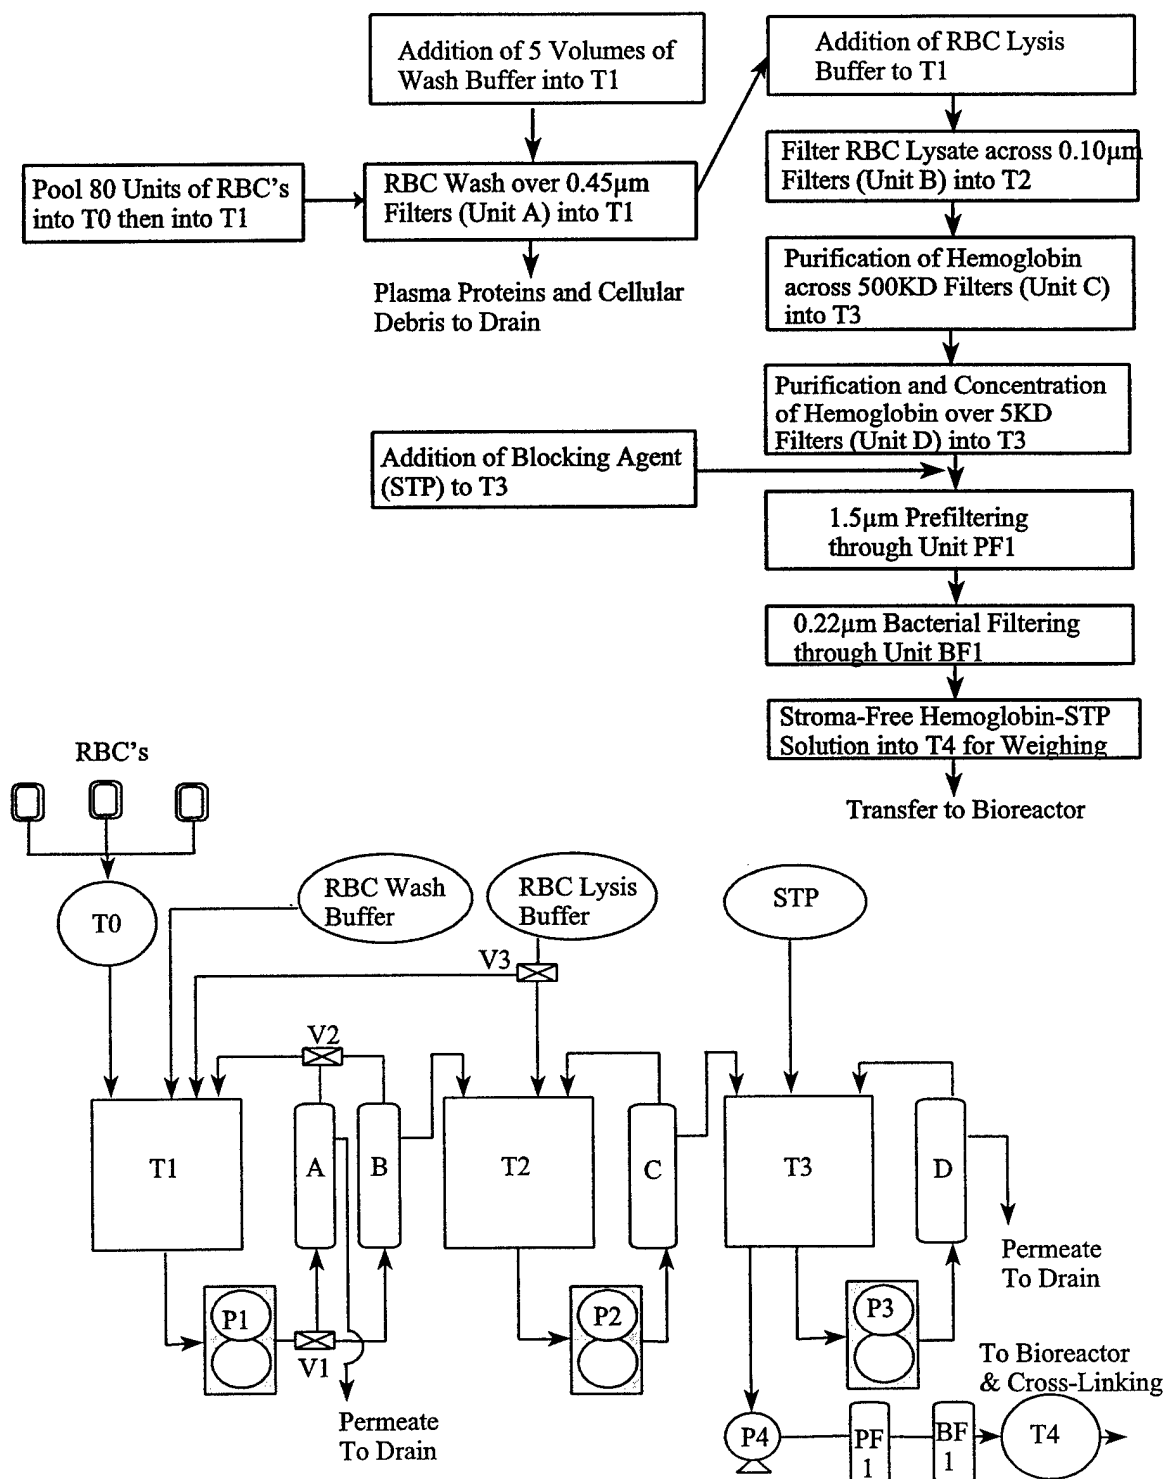 Addition of 5 Volumes of
Wash Buffer into T1
Addition of RBC Lysis
Buffer to T1
Pool 80 Units of RBC's
into T0 then into T1
RBC Wash over 0.45µm
Filters (Unit A) into T1
Filter RBC Lysate across 0.10µm
Filters (Unit B) into T2
Plasma Proteins and Cellular
Debris to Drain
Purification of Hemoglobin
across 500KD Filters (Unit C)
into T3
Purification and Concentration
of Hemoglobin over 5KD
Filters (Unit D) into T3
Addition of Blocking Agent
(STP) to T3
1.5µm Prefiltering
through Unit PF1
0.22µm Bacterial Filtering
through Unit BF1
Stroma-Free Hemoglobin-STP
Solution into T4 for Weighing
Transfer to Bioreactor
RBC's
T0
RBC Wash
Buffer
RBC Lysis
Buffer
STP
V3
V2
T1
A
B
T2
C
T3
D
Permeate
To Drain
P1
V1
P2
P3
Permeate
To Drain
To Bioreactor
& Cross-Linking
P4
PF
1
BF
1
T4